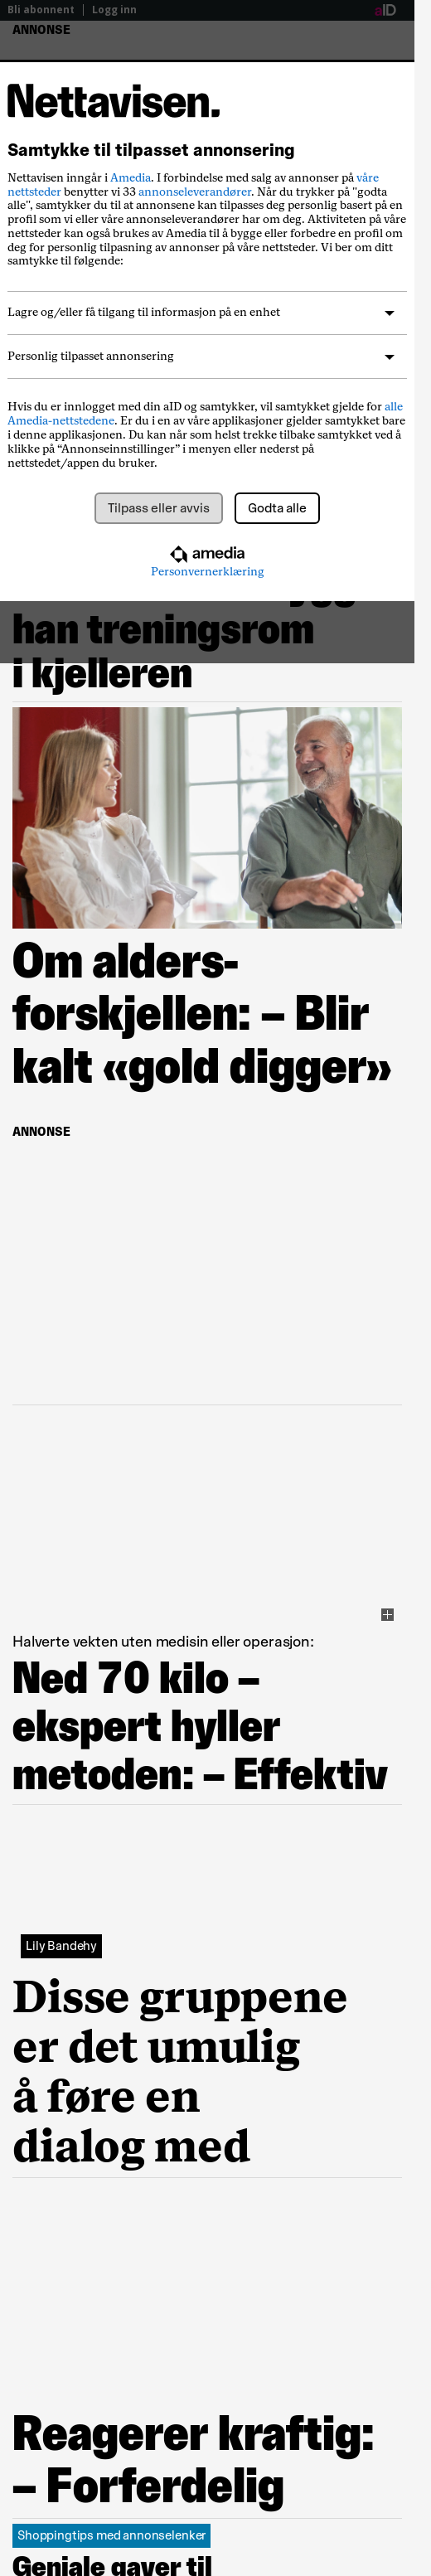 Bli abonnent | Logg inn
aID
ANNONSE
Nettavisen.
Samtykke til tilpasset annonsering
Nettavisen inngår i Amedia. I forbindelse med salg av annonser på våre
nettsteder benytter vi 33 annonseleverandører. Når du trykker på "godta
alle", samtykker du til at annonsene kan tilpasses deg personlig basert på en
profil som vi eller våre annonseleverandører har om deg. Aktiviteten på våre
nettsteder kan også brukes av Amedia til å bygge eller forbedre en profil om
deg for personlig tilpasning av annonser på våre nettsteder. Vi ber om ditt
samtykke til følgende:
Lagre og/eller få tilgang til informasjon på en enhet
Personlig tilpasset annonsering
Hvis du er innlogget med din aID og samtykker, vil samtykket gjelde for alle
Amedia-nettstedene. Er du i en av våre applikasjoner gjelder samtykket bare
i denne applikasjonen. Du kan når som helst trekke tilbake samtykket ved å
klikke på “Annonseinnstillinger” i menyen eller nederst på
nettstedet/appen du bruker.
Tilpass eller avvis
Godta alle
amedia
Personvernerklæring
han treningsrom
i kjelleren
Om alders-
forskjellen: – Blir
kalt «gold digger»
ANNONSE
Halverte vekten uten medisin eller operasjon:
Ned 70 kilo –
ekspert hyller
metoden: – Effektiv
Lily Bandehy
Disse gruppene
er det umulig
å føre en
dialog med
Reagerer kraftig:
– Forferdelig
Shoppingtips med annonselenker
Geniale gaver til